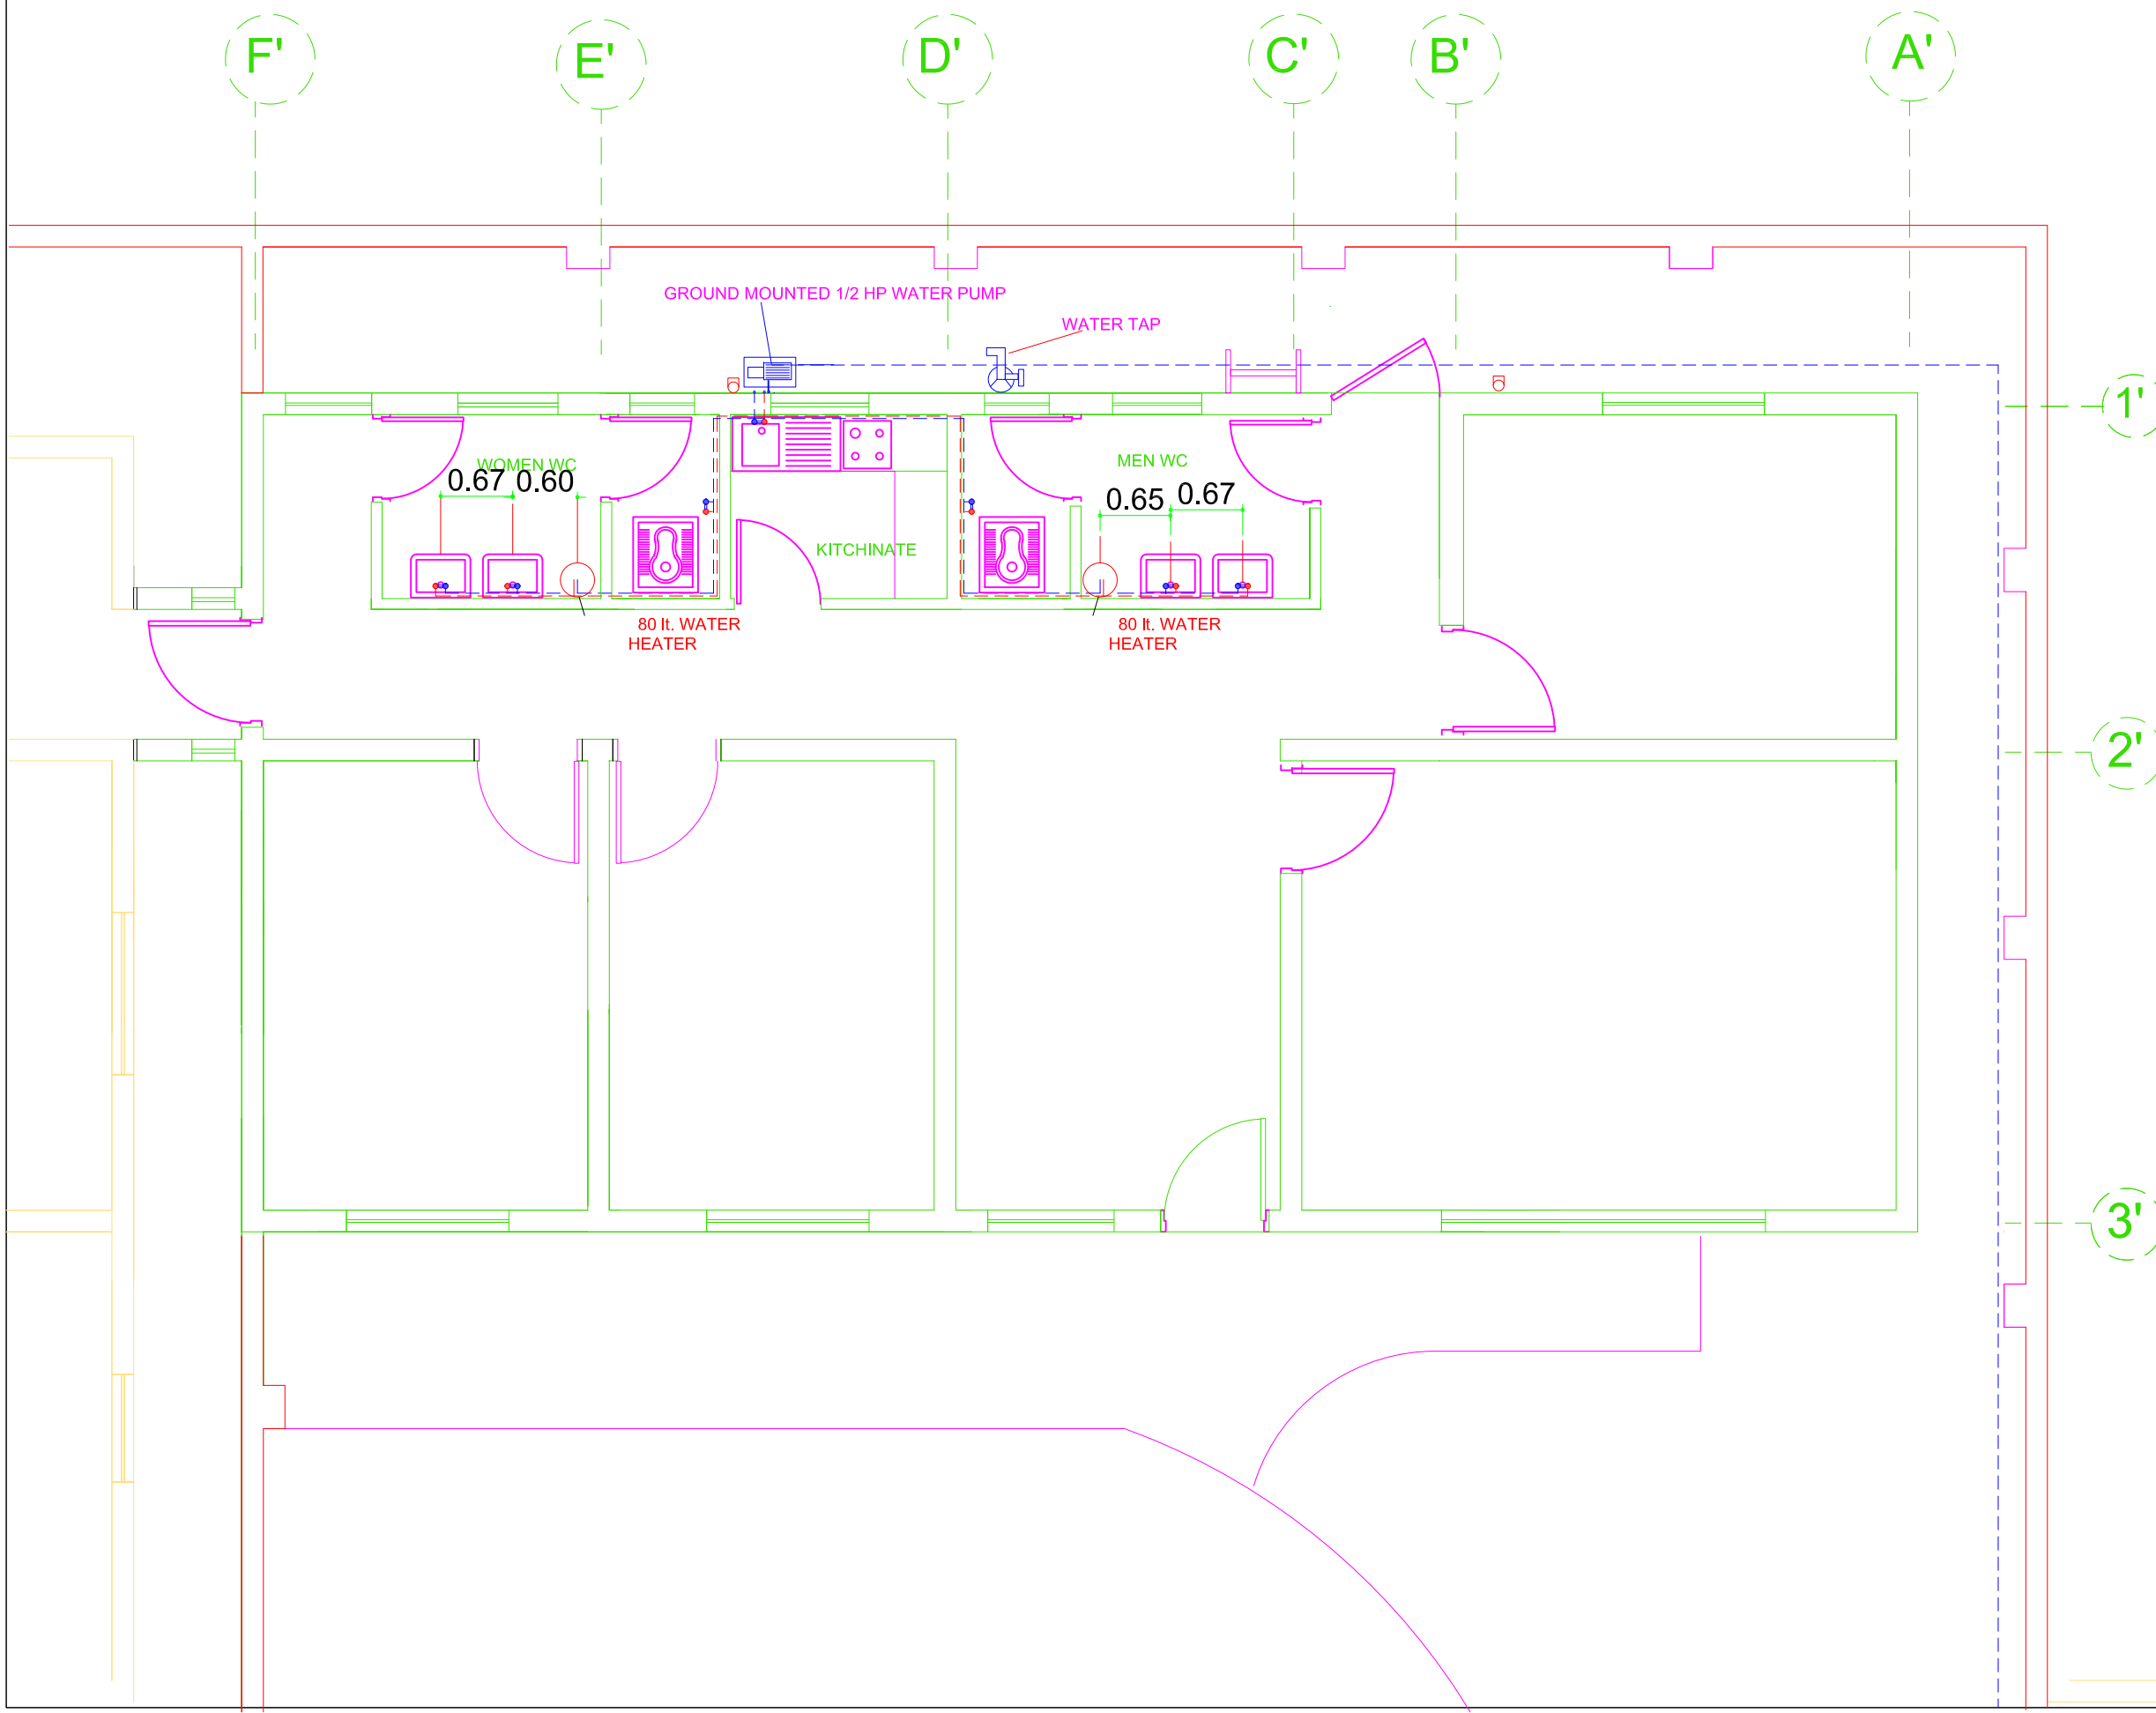 F'
E'
D'
C'
B'
A'
GROUND MOUNTED 1/2 HP WATER PUMP
WATER TAP
1'
WOMEN WC
MEN WC
0.67
0.60
0.65
0.67
KITCHINATE
80 lt. WATER
HEATER
80 lt. WATER
HEATER
2'
3'